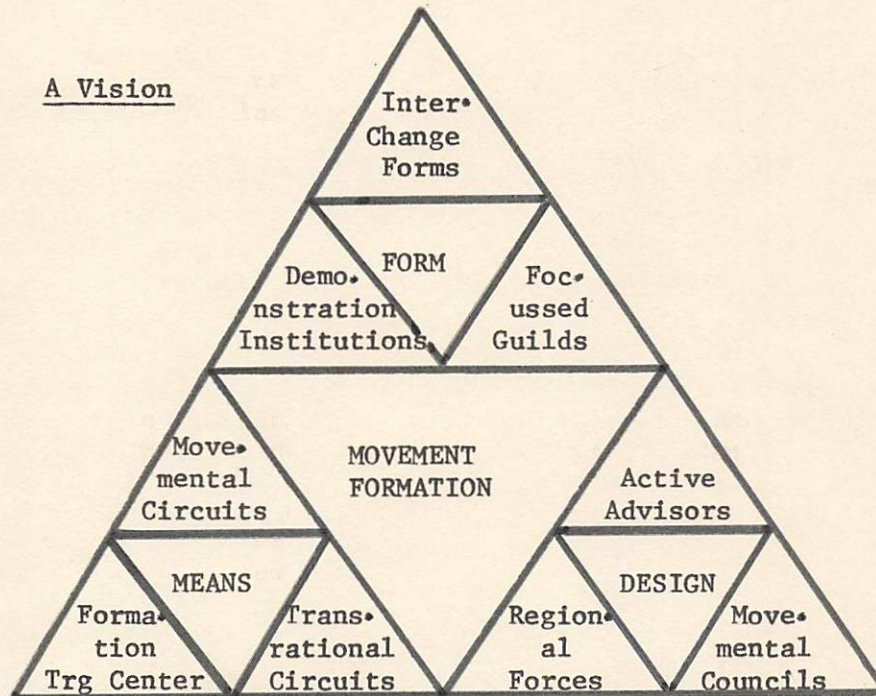 A Vision
Inter·
Change
Forms
FORM
Demo·
nstration
Institutions
Foc·
ussed
Guilds
MOVEMENT
FORMATION
Move·
mental
Circuits
Active
Advisors
MEANS
DESIGN
Forma·
tion
Trg Center
Trans·
rational
Circuits
Region·
al
Forces
Move·
mental
Councils